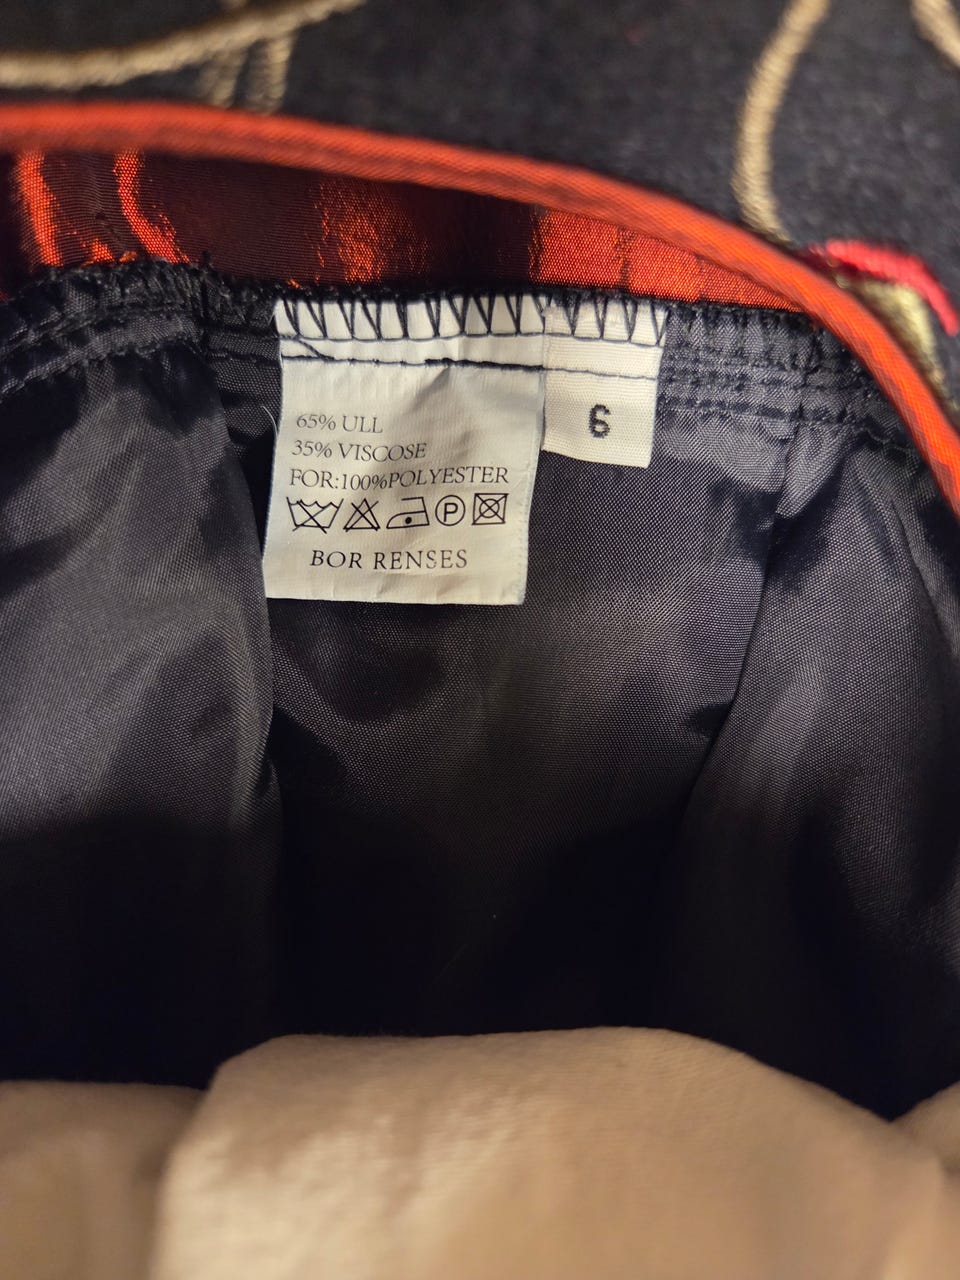 65% ULL
35% VISCOSE
FOR:100%POLYESTER
P
BOR RENSES
6